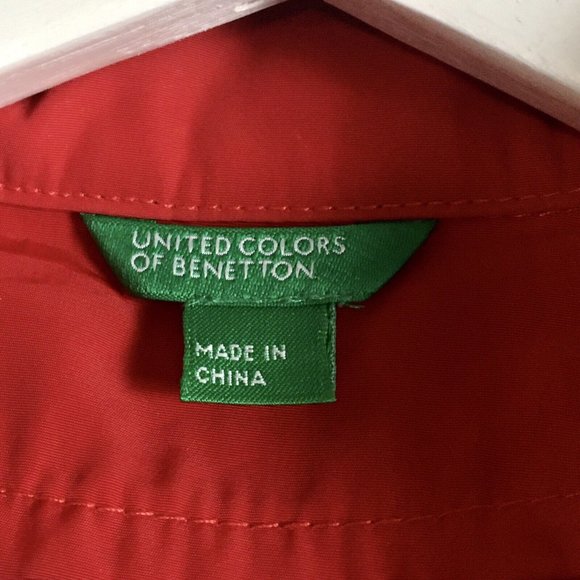 UNITED COLORS
OF BENETTON
MADE IN
CHINA